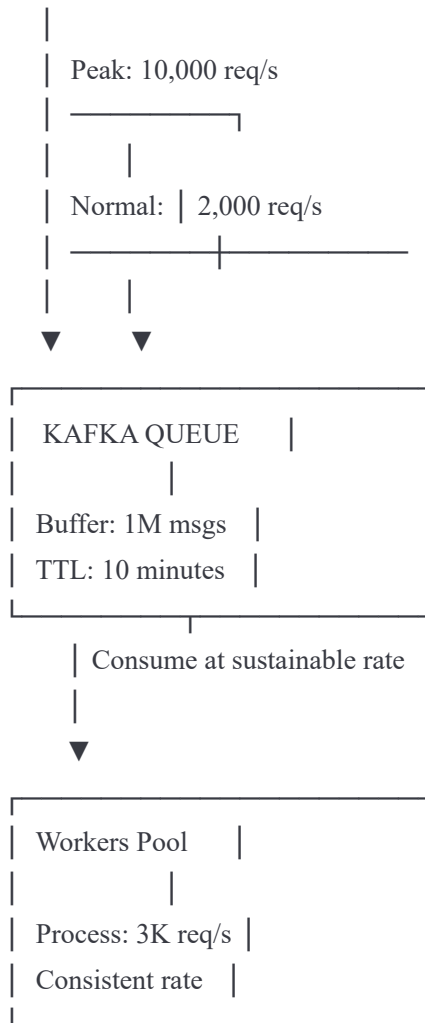 Peak: 10,000 req/s
Normal: 2,000 req/s
KAFKA QUEUE
Buffer: 1M msgs
TTL: 10 minutes
Consume at sustainable rate
Workers Pool
Process: 3K req/s
Consistent rate